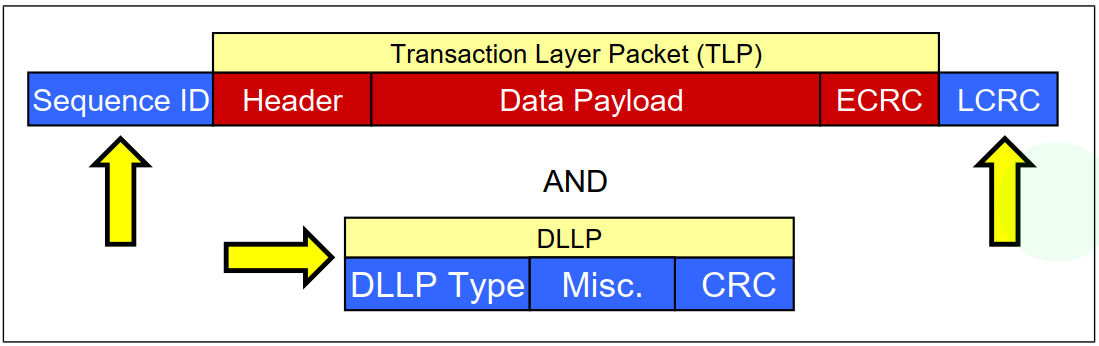 Transaction Layer Packet (TLP)
Sequence ID Header Data Payload ECRC LCRC
AND
DLLP
DLLP Type Misc. CRC